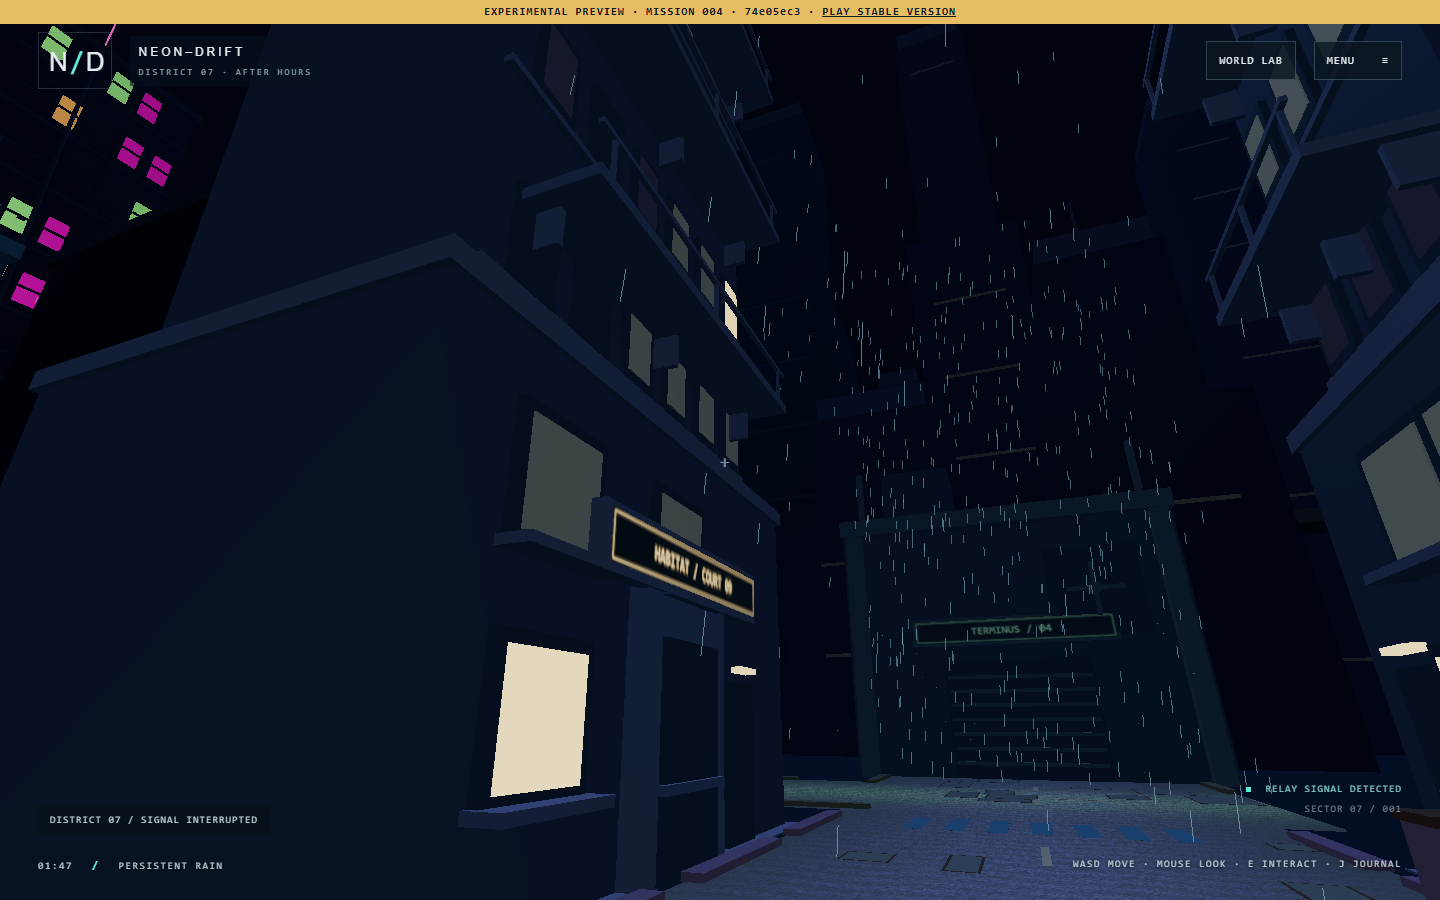 EXPERIMENTAL PREVIEW · MISSION 004 · 74e05ec3 · PLAY STABLE VERSION
N/D
NEON—DRIFT
DISTRICT 07 · AFTER HOURS
WORLD LAB
MENU ≡
HABITAT / COURT 09
TERMINUS / 04
RELAY SIGNAL DETECTED
SECTOR 07 / 001
DISTRICT 07 / SIGNAL INTERRUPTED
01:47 / PERSISTENT RAIN
WASD MOVE · MOUSE LOOK · E INTERACT · J JOURNAL